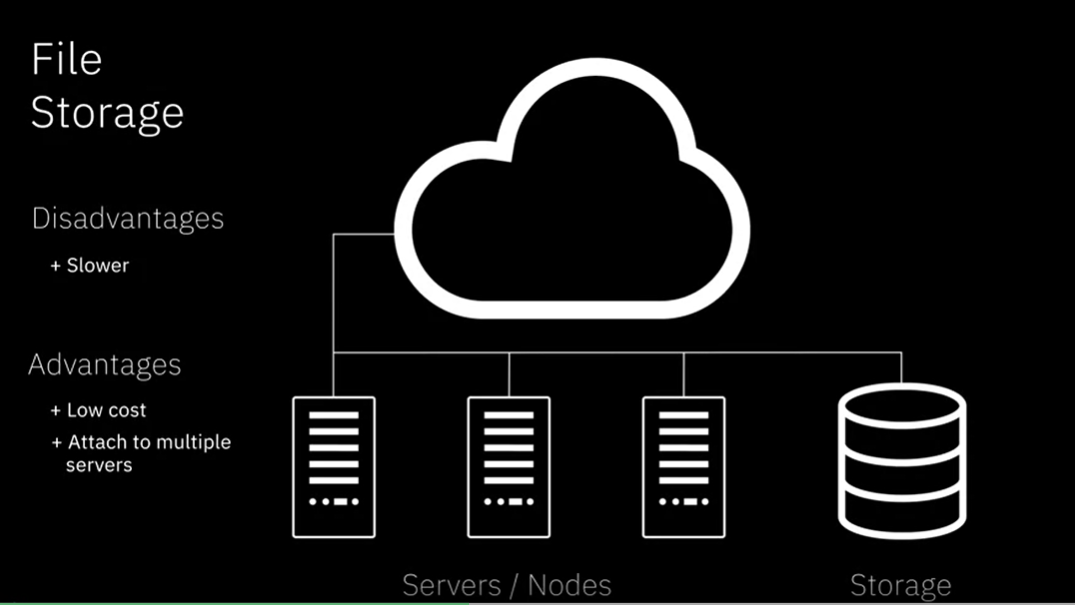 File
Storage
Disadvantages
+ Slower
Advantages
+ Low cost
+ Attach to multiple
servers
Servers / Nodes
Storage